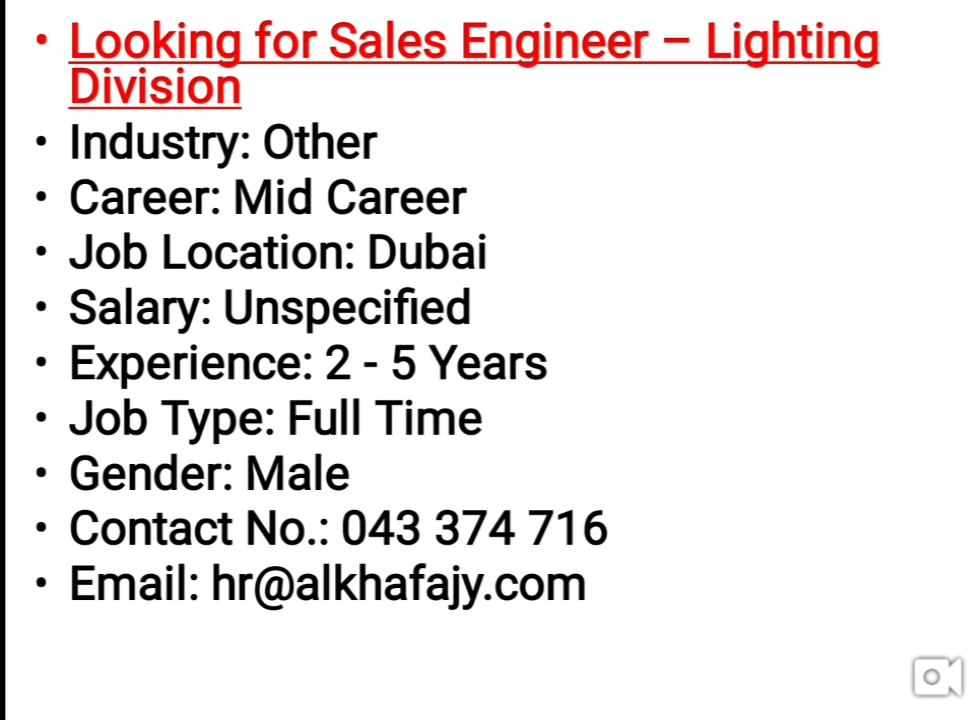 • Looking for Sales Engineer – Lighting
Division
• Industry: Other
• Career: Mid Career
• Job Location: Dubai
• Salary: Unspecified
• Experience: 2 - 5 Years
• Job Type: Full Time
• Gender: Male
• Contact No.: 043 374 716
• Email: hr@alkhafajy.com